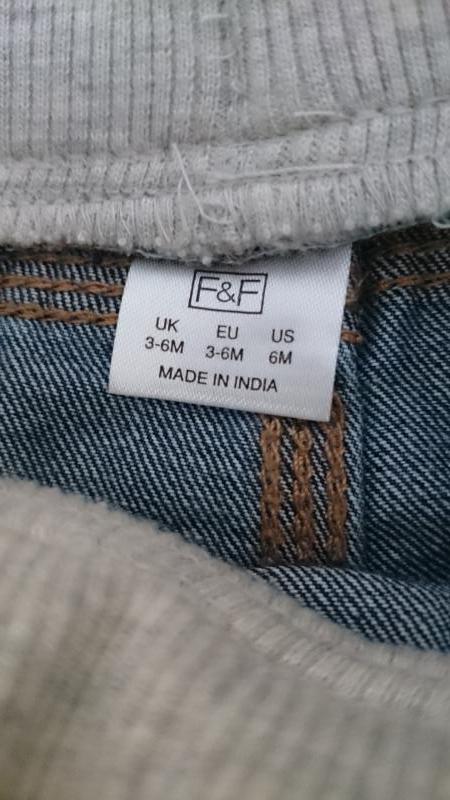 F&F
UK EU US
3-6M 3-6M 6M
MADE IN INDIA